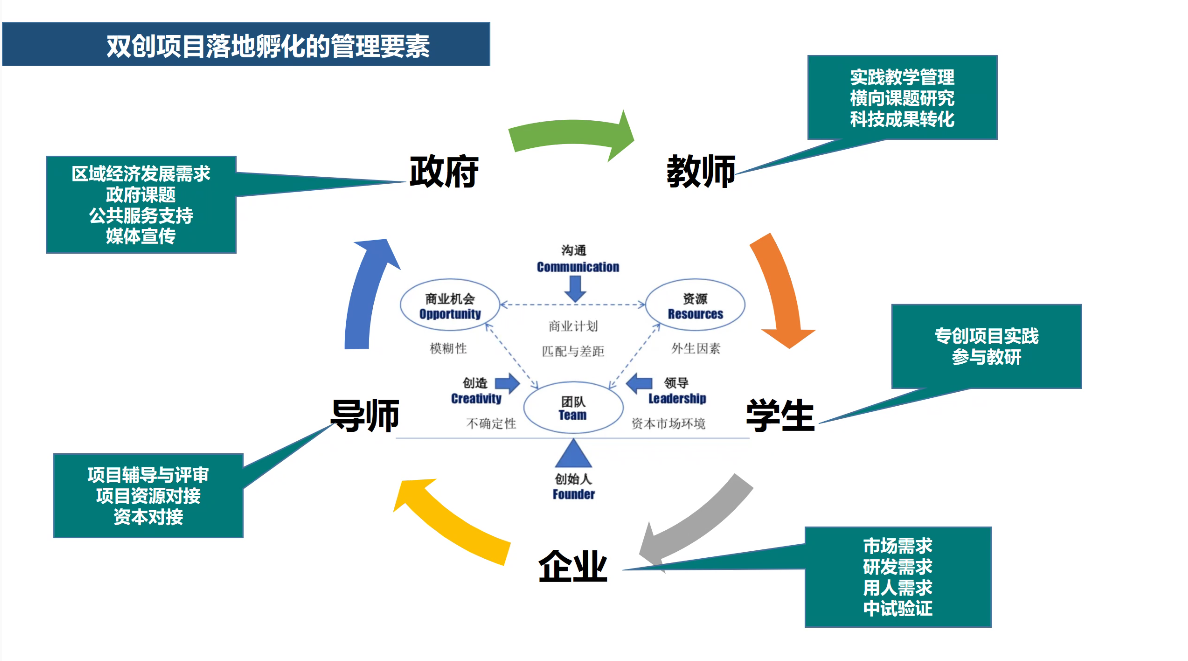 双创项目落地孵化的管理要素
实践教学管理
横向课题研究
科技成果转化
政府
教师
区域经济发展需求
政府课题
公共服务支持
媒体宣传
沟通
Communication
商业机会
Opportunity
资源
Resources
商业计划
模糊性
匹配与差距
外生因素
专创项目实践
参与教研
创造
Creativity
领导
Leadership
团队
Team
不确定性
资本市场环境
导师
学生
创始人
Founder
项目辅导与评审
项目资源对接
资本对接
企业
市场需求
研发需求
用人需求
中试验证